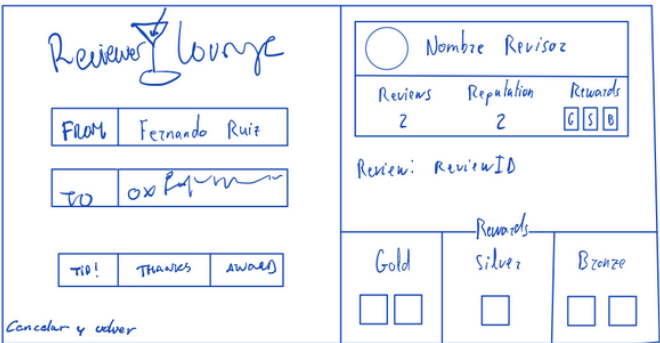 Reviewer lounge
FROM Fernando Ruiz
TO 0x
TIP! THANKS AWARD
Cancelar y volver
Nombre Revisor
Reviews Reputation Rewards
2 2 G S B
Review: ReviewID
Rewards
Gold Silver Bronze